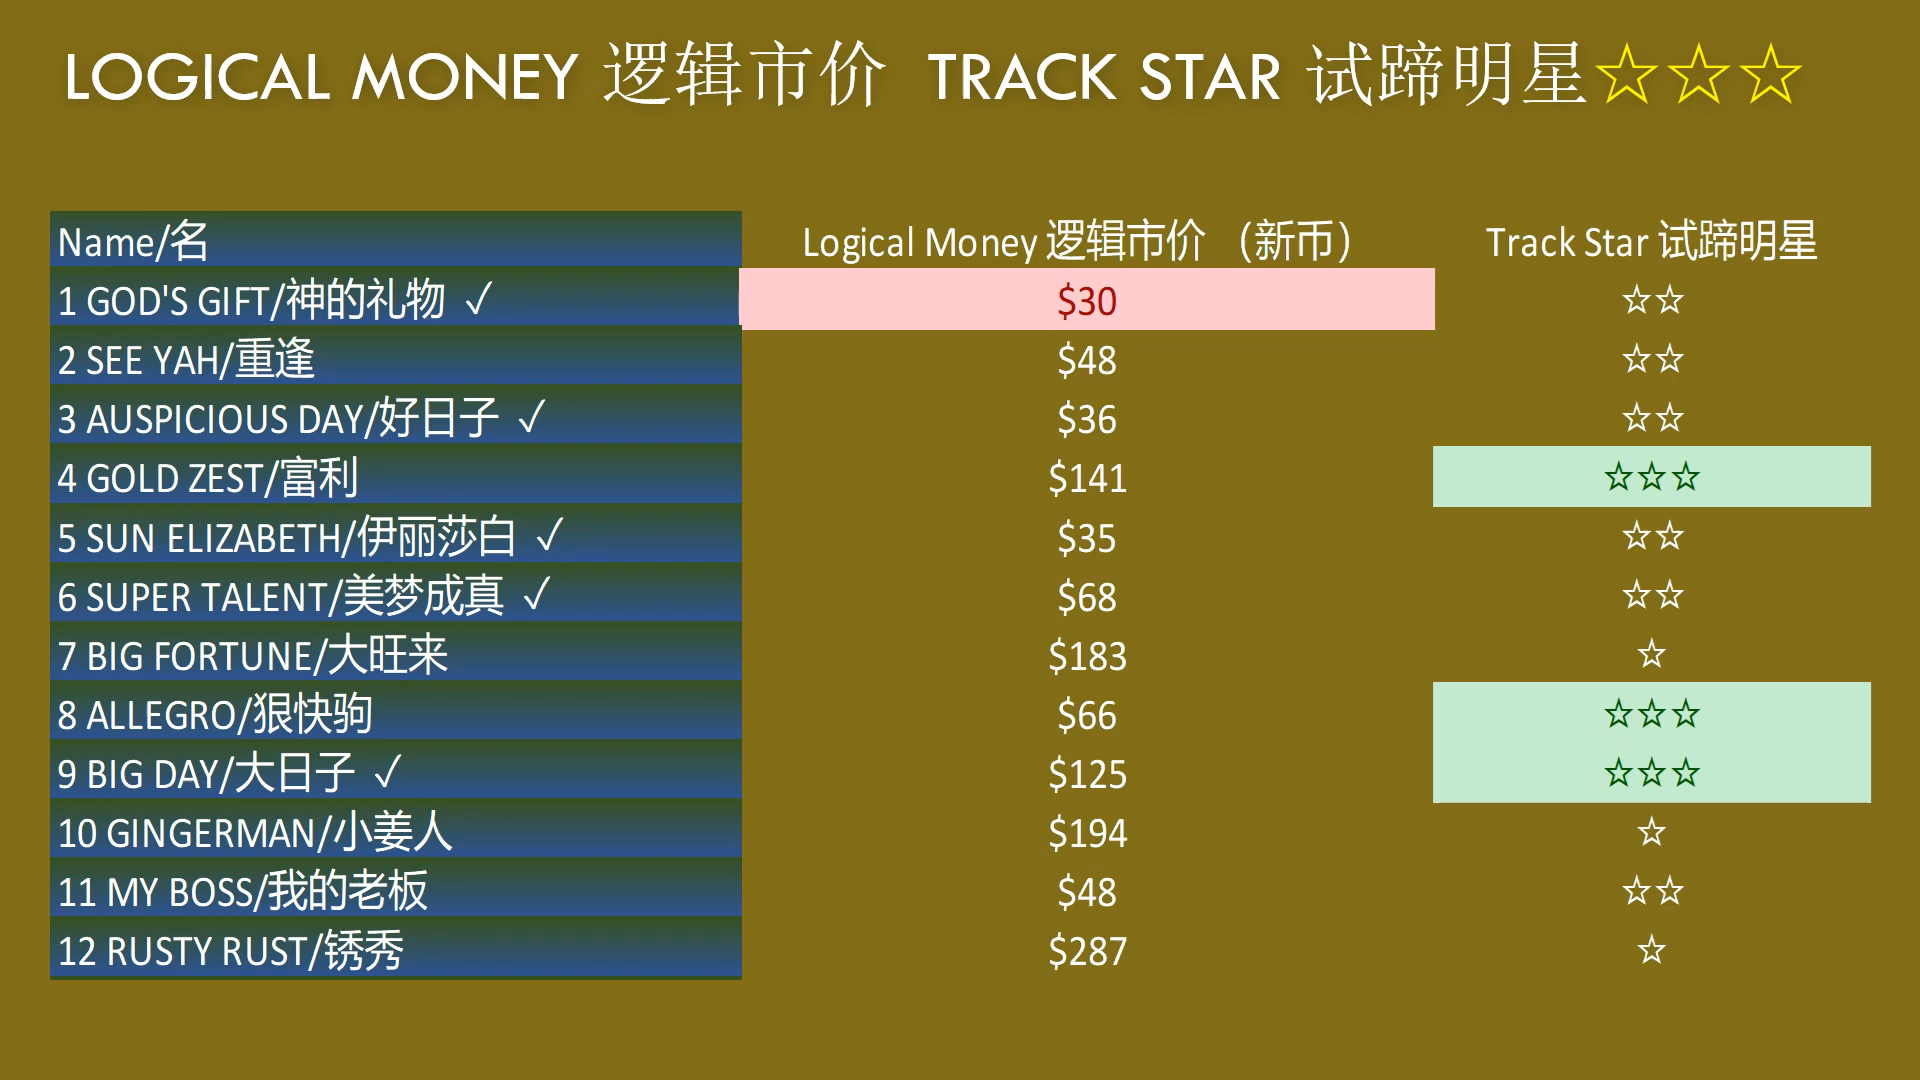 LOGICAL MONEY 逻辑市价 TRACK STAR 试蹄明星☆☆☆
Name/名 Logical Money 逻辑市价 （新币） Track Star 试蹄明星
1 GOD'S GIFT/神的礼物 ✓ $30 ☆☆
2 SEE YAH/重逢 $48 ☆☆
3 AUSPICIOUS DAY/好日子 ✓ $36 ☆☆
4 GOLD ZEST/富利 $141 ☆☆☆
5 SUN ELIZABETH/伊丽莎白 ✓ $35 ☆☆
6 SUPER TALENT/美梦成真 ✓ $68 ☆☆
7 BIG FORTUNE/大旺来 $183 ☆
8 ALLEGRO/狠快驹 $66 ☆☆☆
9 BIG DAY/大日子 ✓ $125 ☆☆☆
10 GINGERMAN/小姜人 $194 ☆
11 MY BOSS/我的老板 $48 ☆☆
12 RUSTY RUST/锈秀 $287 ☆